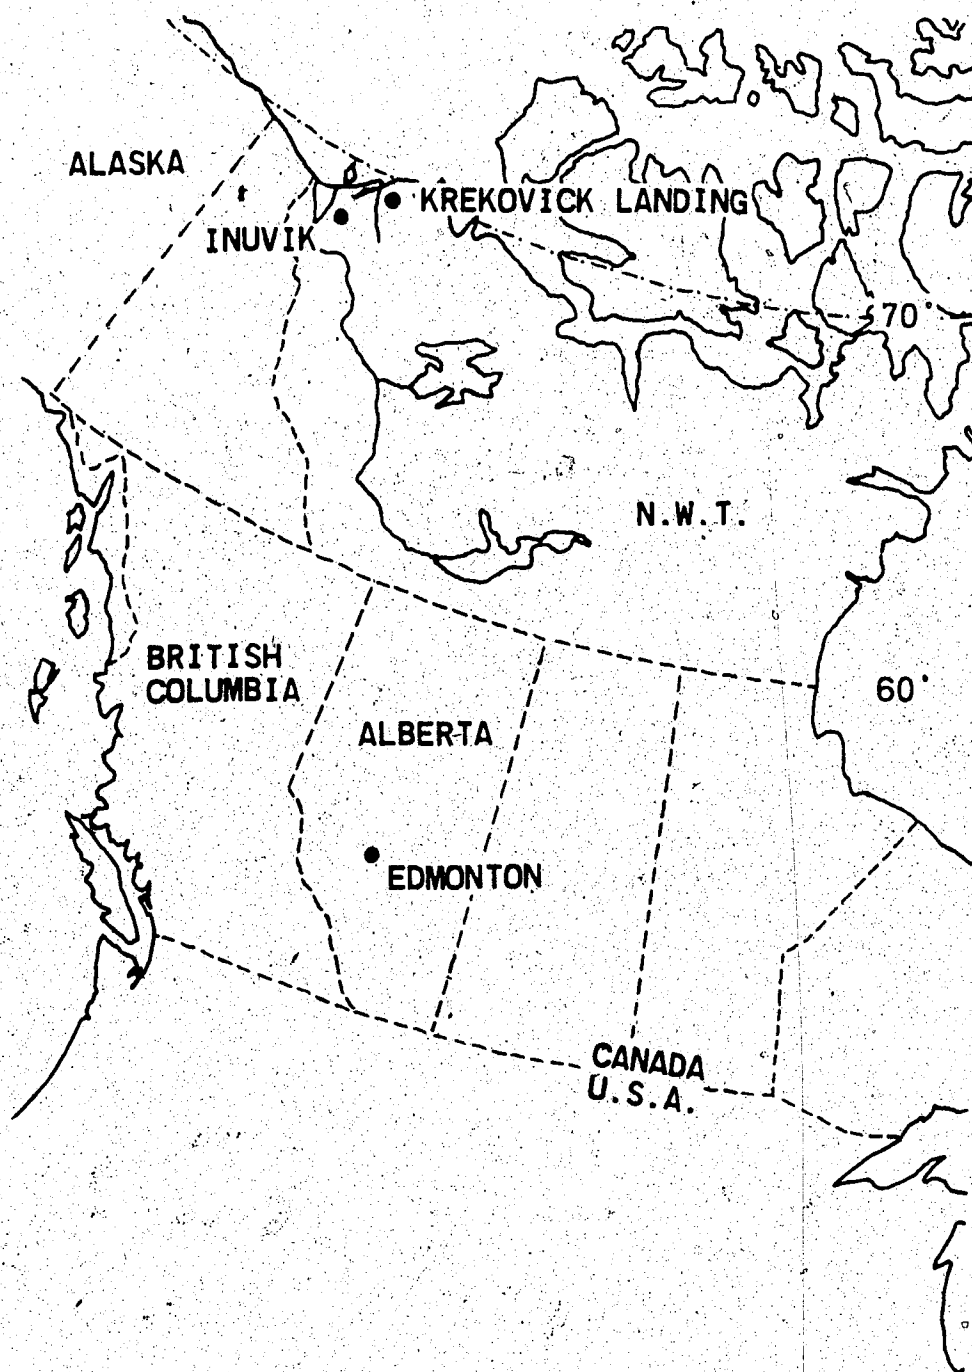 ALASKA
KREKOVICK LANDING
INUVIK
70°
N.W.T.
BRITISH
COLUMBIA
60°
ALBERTA
EDMONTON
CANADA
U.S.A.